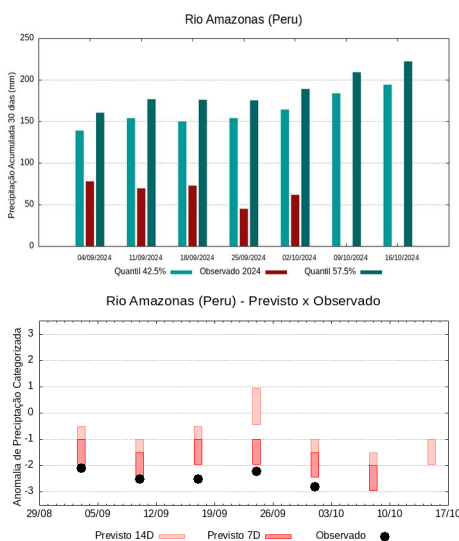 Rio Amazonas (Peru)
Precipitação Acumulada 30 dias (mm)
250
200
150
100
50
0
04/09/2024 11/09/2024 18/09/2024 25/09/2024 02/10/2024 09/10/2024 16/10/2024
Quantil 42.5% Observado 2024 Quantil 57.5%
Rio Amazonas (Peru) - Previsto x Observado
Anomalia de Preciptação Categorizada
3
2
1
0
-1
-2
-3
29/08 05/09 12/09 19/09 26/09 03/10 10/10 17/10
Previsto 14D Previsto 7D Observado